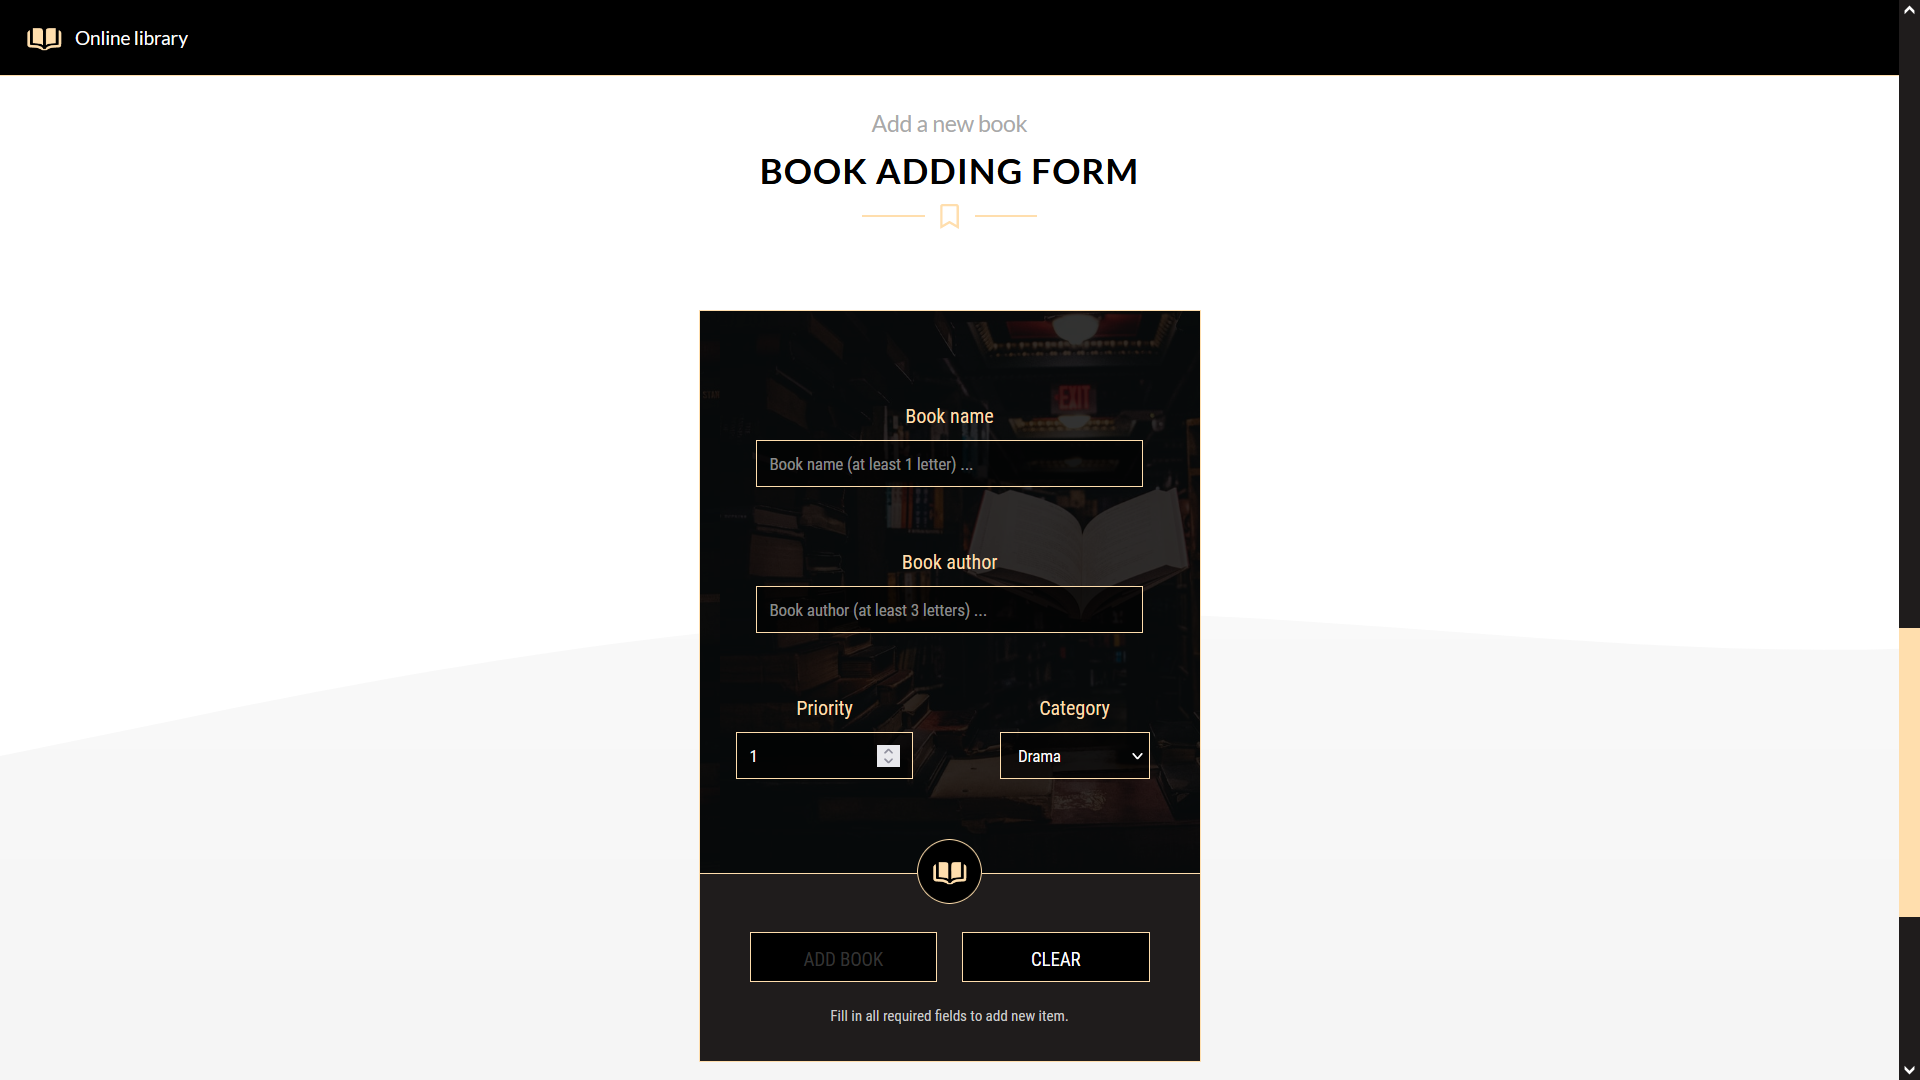 Online library
Add a new book
BOOK ADDING FORM
EXIT
Book name
Book name (at least 1 letter) ...
Book author
Book author (at least 3 letters) ...
Priority
Category
1
Drama
ADD BOOK
CLEAR
Fill in all required fields to add new item.